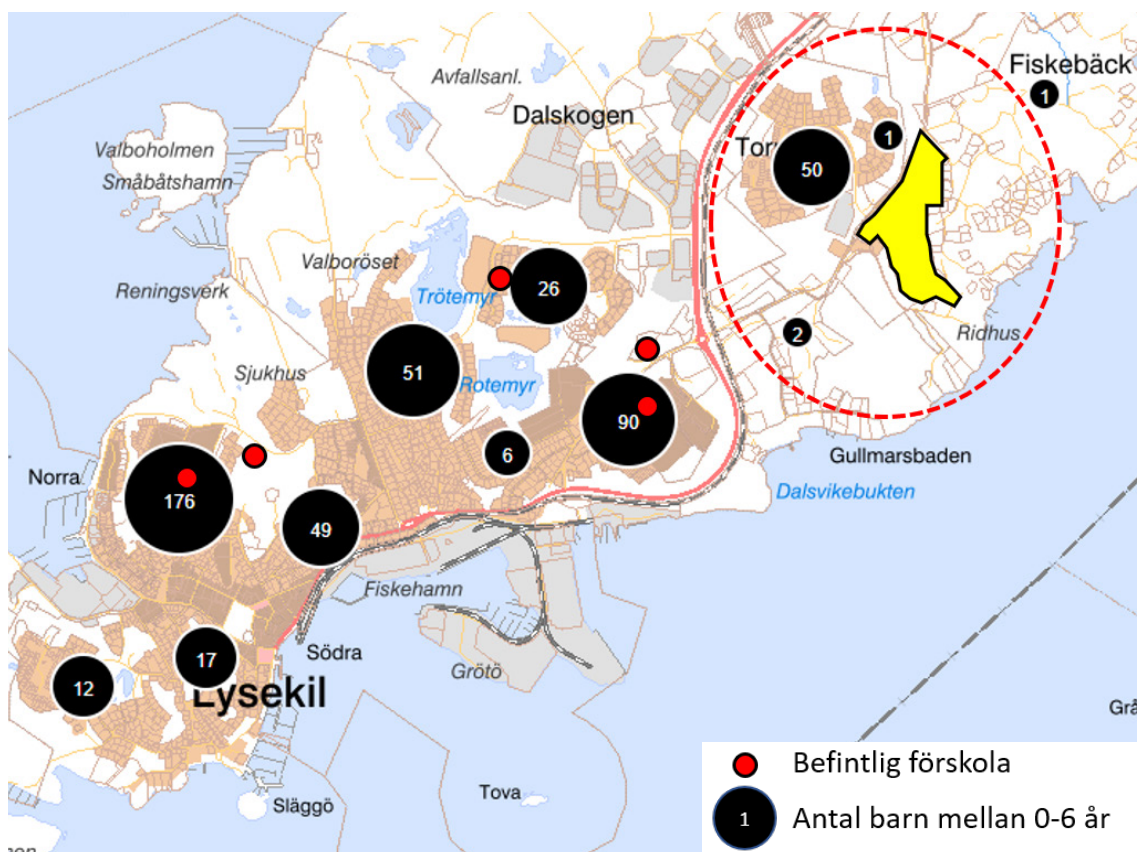 Avfallsanl.
Dalskogen
Fiskebäck
1
Valboholmen
Småbåtshamn
1
50
Valboröset
Trötemyr
26
Reningsverk
Ridhus
2
Sjukhus
51
Rotemyr
90
6
Gullmarsbaden
Norra
176
Dalsvikebukten
49
Fiskehamn
Södra
17
12
Grötö
Lysekil
Släggö
Tova
Befintlig förskola
1
Antal barn mellan 0-6 år